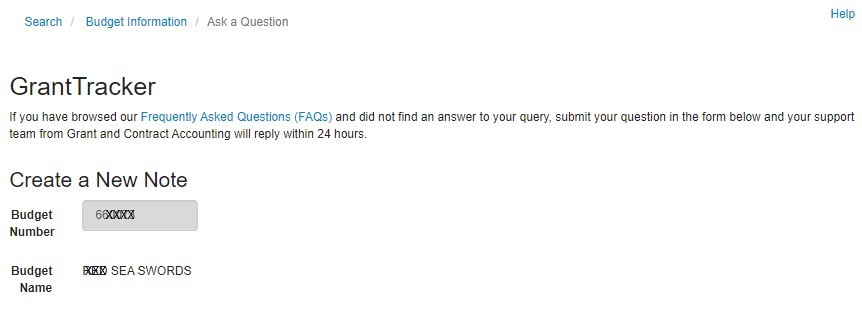 Search / Budget Information / Ask a Question
Help
GrantTracker
If you have browsed our Frequently Asked Questions (FAQs) and did not find an answer to your query, submit your question in the form below and your support
team from Grant and Contract Accounting will reply within 24 hours.
Create a New Note
Budget
Number
Budget
Name
SEA SWORDS